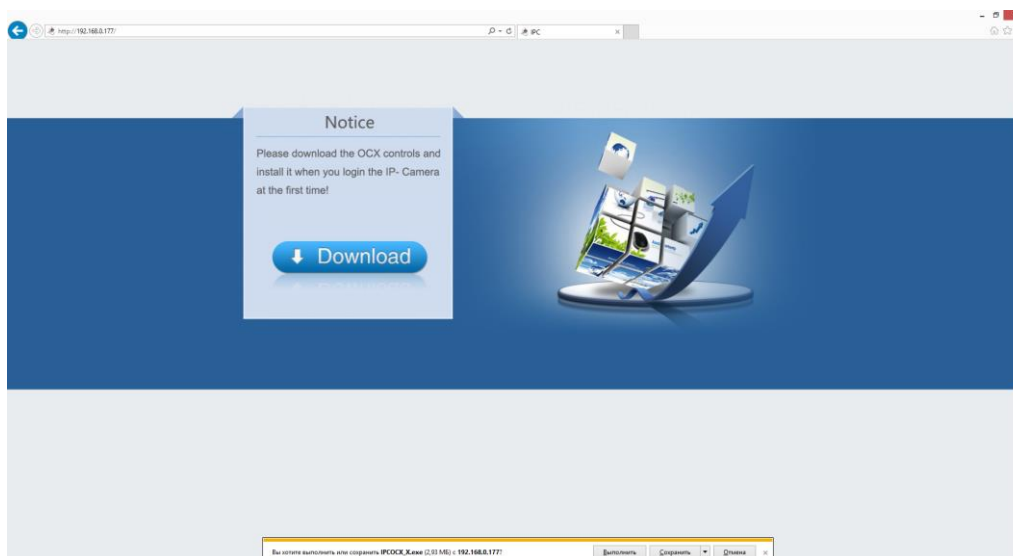 http://192.168.0.177/
IPC
Notice
Please download the OCX controls and
install it when you login the IP- Camera
at the first time!
Download
Вы хотите выполнить или сохранить IPCOCX_X.exe (2,93 МБ) с 192.168.0.177?
Выполнить
Сохранить
Отмена